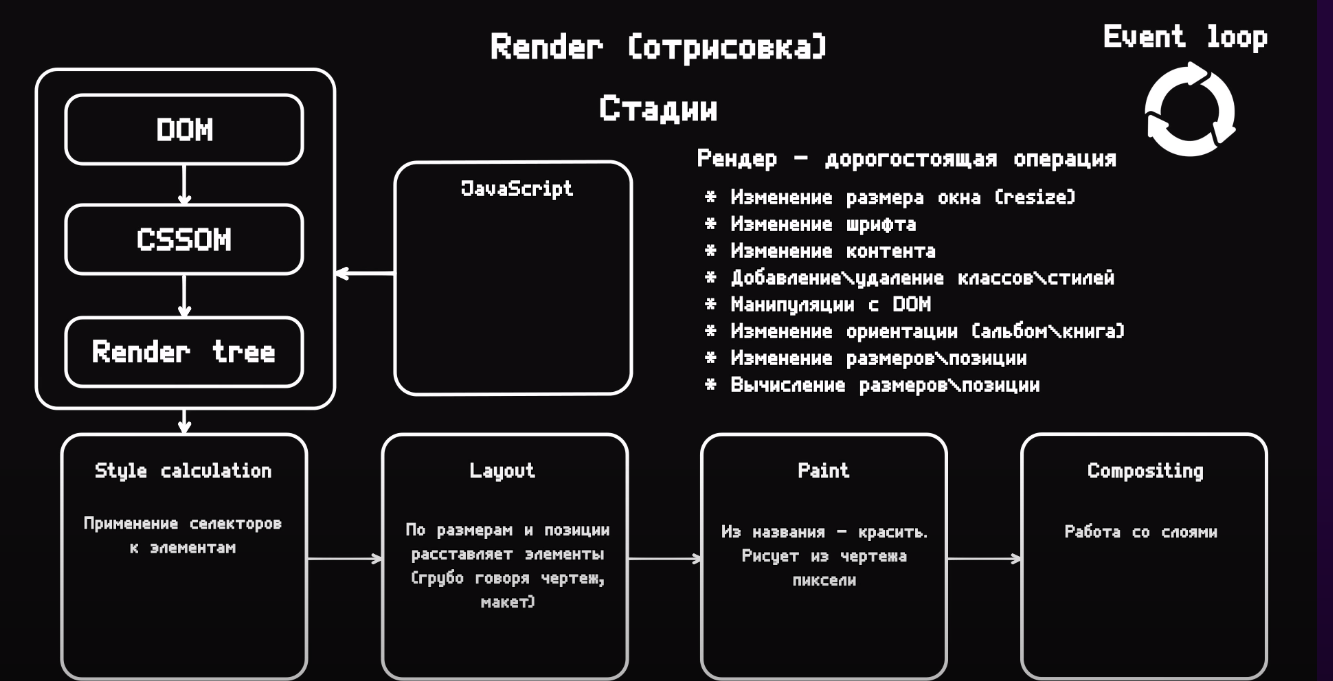 Render (отрисовка)
Event loop
Стадии
DOM
CSSOM
Render tree
JavaScript
Рендер - дорогостоящая операция
* Изменение размера окна (resize)
* Изменение шрифта
* Изменение контента
* Добавление\удаление классов\стилей
* Манипуляции с DOM
* Изменение ориентации (альбом\книга)
* Изменение размеров\позиции
* Вычисление размеров\позиции
Style calculation
Применение селекторов
к элементам
Layout
По размерам и позиции
расставляет элементы
(грубо говоря чертеж,
макет)
Paint
Из названия - красить.
Рисует из чертежа
пиксели
Compositing
Работа со слоями